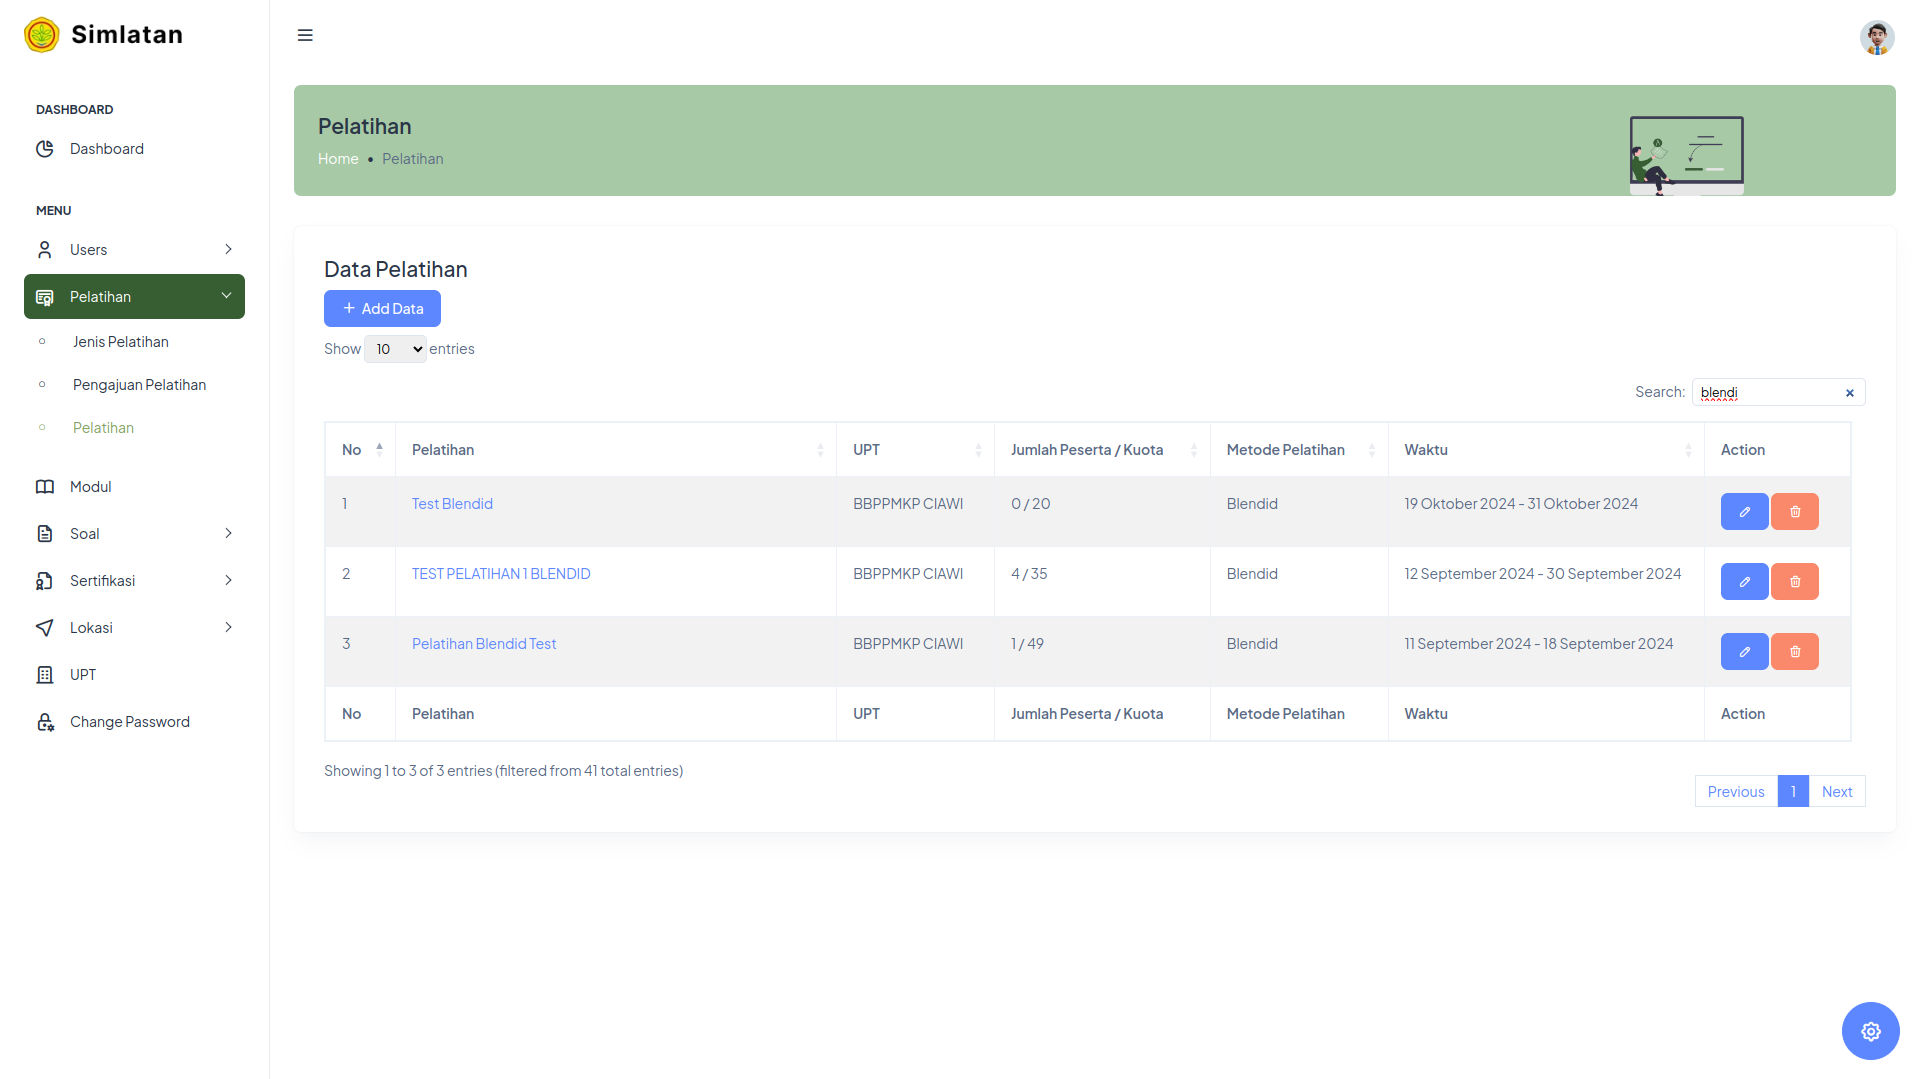 Simlatan
DASHBOARD
Dashboard
MENU
Users
Pelatihan
Jenis Pelatihan
Pengajuan Pelatihan
Pelatihan
Modul
Soal
Sertifikasi
Lokasi
UPT
Change Password
Pelatihan
Home • Pelatihan
Data Pelatihan
+ Add Data
Show 10 entries
Search: blendi ×
No Pelatihan UPT Jumlah Peserta / Kuota Metode Pelatihan Waktu Action
1 Test Blendid BBPPMKP CIAWI 0 / 20 Blendid 19 Oktober 2024 - 31 Oktober 2024
2 TEST PELATIHAN 1 BLENDID BBPPMKP CIAWI 4 / 35 Blendid 12 September 2024 - 30 September 2024
3 Pelatihan Blendid Test BBPPMKP CIAWI 1 / 49 Blendid 11 September 2024 - 18 September 2024
No Pelatihan UPT Jumlah Peserta / Kuota Metode Pelatihan Waktu Action
Showing 1 to 3 of 3 entries (filtered from 41 total entries)
Previous 1 Next